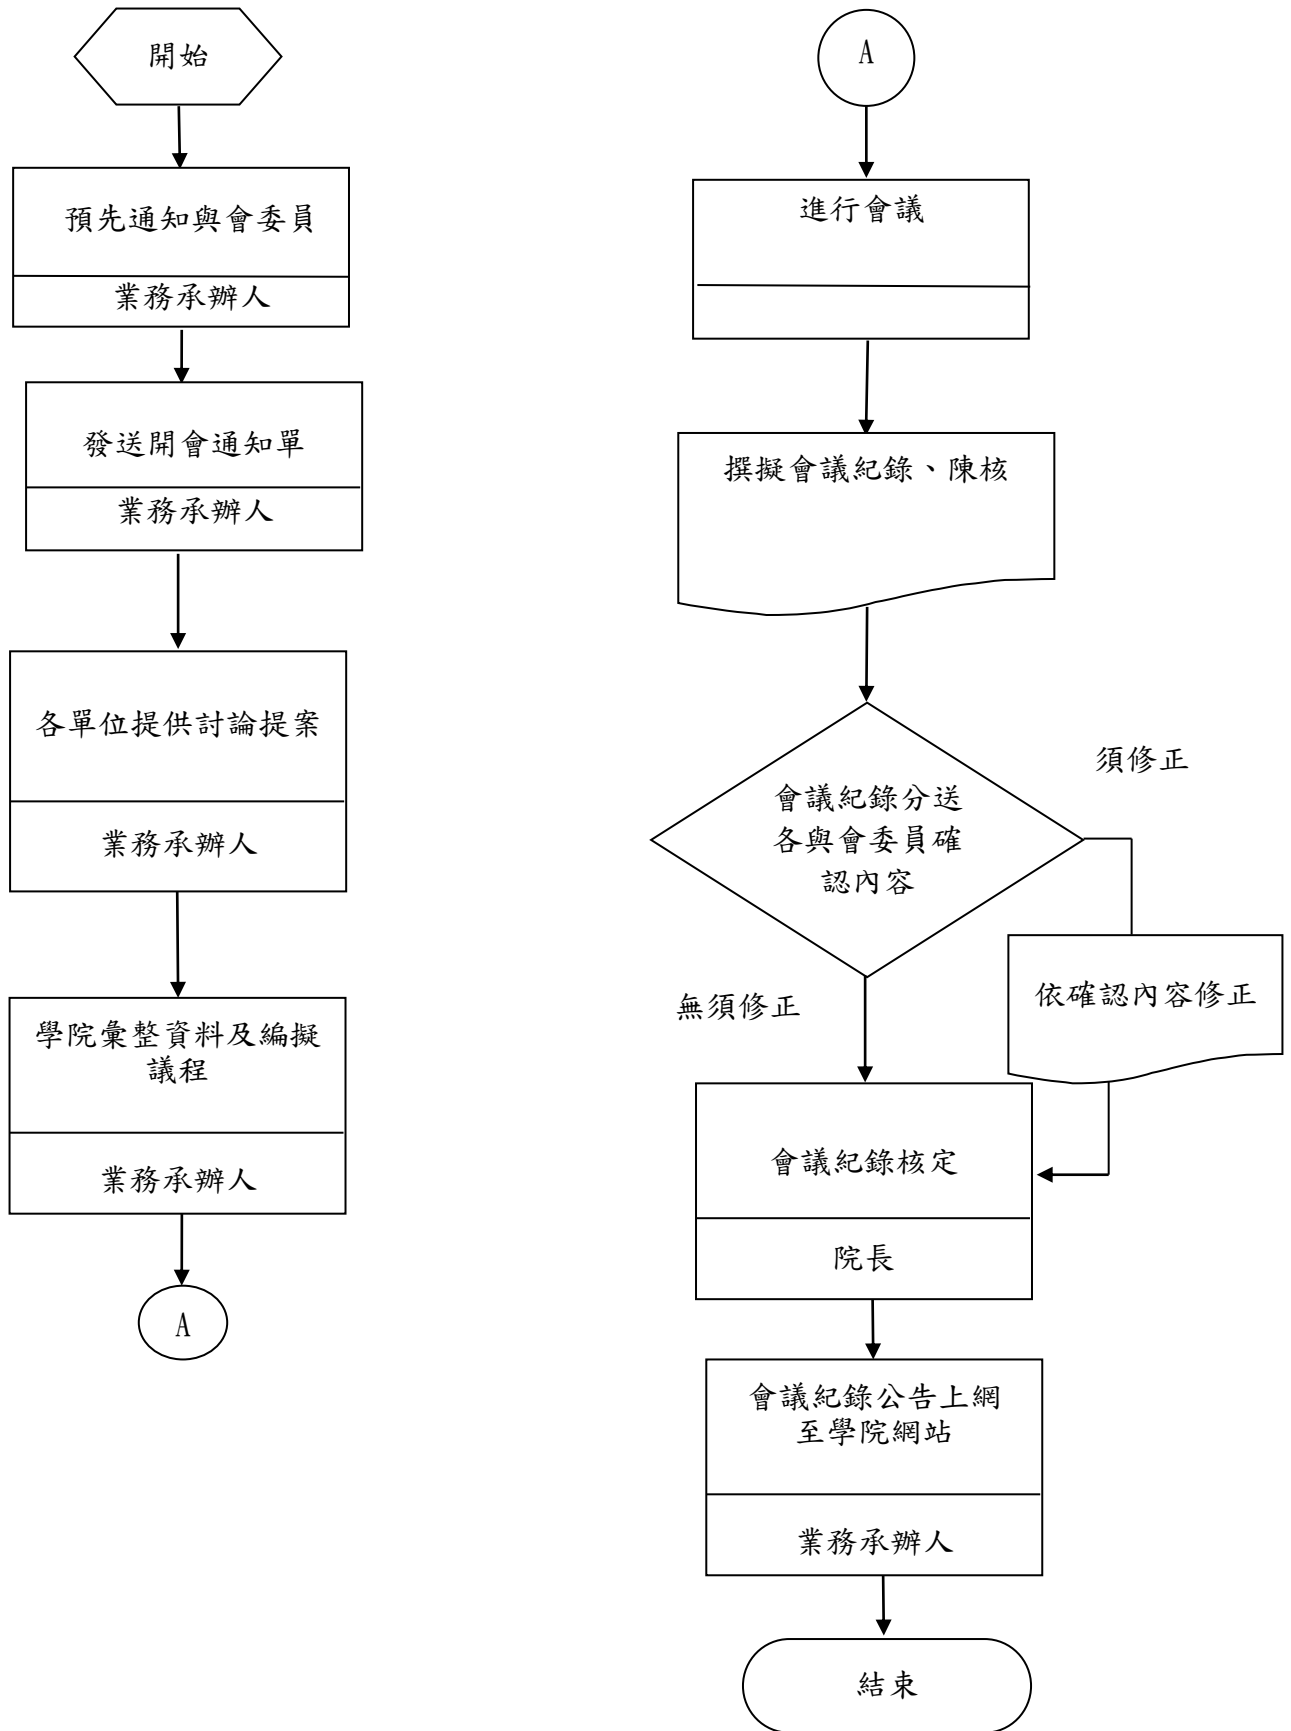 開始
預先通知與會委員
業務承辦人
發送開會通知單
業務承辦人
各單位提供討論提案
業務承辦人
學院彙整資料及編擬
議程
業務承辦人
A
A
進行會議
撰擬會議紀錄、陳核
會議紀錄分送
各與會委員確
認內容
須修正
依確認內容修正
無須修正
會議紀錄核定
院長
會議紀錄公告上網
至學院網站
業務承辦人
結束